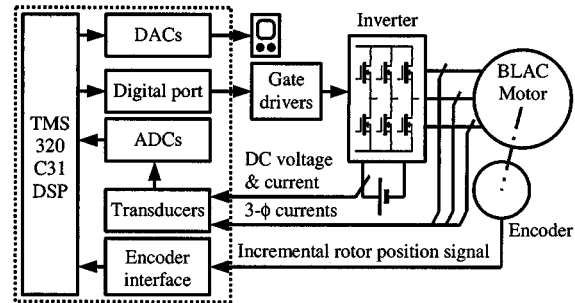 TMS
320
C31
DSP
DACs
Digital port
ADCs
Transducers
Encoder
interface
Gate
drivers
Inverter
BLAC
Motor
DC voltage
& current
3-ϕ currents
Encoder
Incremental rotor position signal